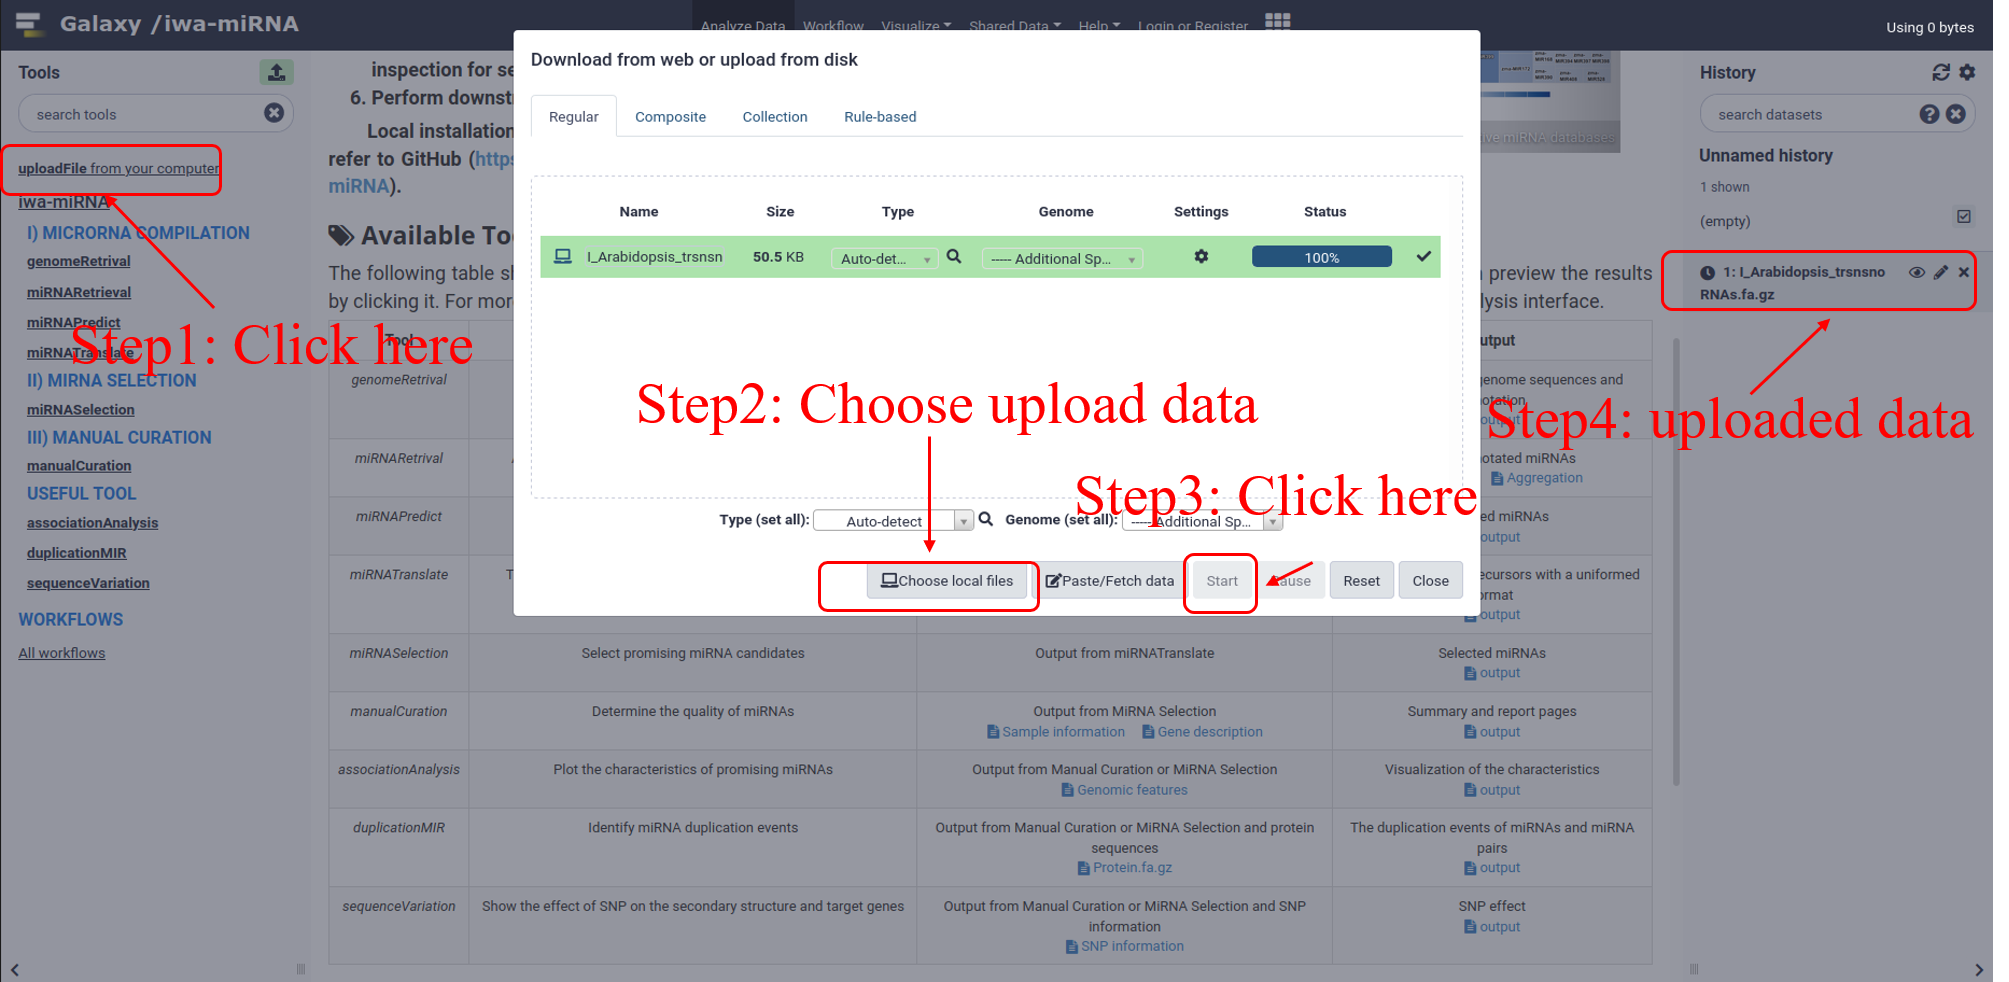 Galaxy /iwa-miRNA
Analyze Data Workflow Visualize Shared Data Help Login or Register
Using 0 bytes
Tools
search tools
uploadFile from your computer
iwa-miRNA
I) MICRORNA COMPILATION
genomeRetrival
miRNARetrieval
miRNAPredict
miRNATranslate
II) MIRNA SELECTION
miRNASelection
III) MANUAL CURATION
manualCuration
USEFUL TOOL
associationAnalysis
duplicationMIR
sequenceVariation
WORKFLOWS
All workflows
Step1: Click here
inspection for se
6. Perform downst
Local installation
refer to GitHub (https
miRNA).
Available To
The following table sh
by clicking it. For mor
n preview the results
lysis interface.
ive miRNA databases
Download from web or upload from disk
Regular Composite Collection Rule-based
Name Size Type Genome Settings Status
I_Arabidopsis_trsnsn 50.5 KB Auto-det... ----- Additional Sp... 100%
Step2: Choose upload data
Step3: Click here
Type (set all): Auto-detect Genome (set all): ----- Additional Sp...
Choose local files Paste/Fetch data Start ause Reset Close
Tool utput
genomeRetrival
genome sequences and
notation
output
miRNARetrival
otated miRNAs
Aggregation
miRNAPredict
ed miRNAs
output
miRNATranslate T
ecursors with a uniformed
ormat
output
miRNASelection Select promising miRNA candidates Output from miRNATranslate Selected miRNAs
output
manualCuration Determine the quality of miRNAs Output from MiRNA Selection Summary and report pages
Sample information Gene description output
associationAnalysis Plot the characteristics of promising miRNAs Output from Manual Curation or MiRNA Selection Visualization of the characteristics
Genomic features output
duplicationMIR Identify miRNA duplication events Output from Manual Curation or MiRNA Selection and protein The duplication events of miRNAs and miRNA
sequences pairs
Protein.fa.gz output
sequenceVariation Show the effect of SNP on the secondary structure and target genes Output from Manual Curation or MiRNA Selection and SNP SNP effect
information output
SNP information
History
search datasets
Unnamed history
1 shown
(empty)
1: I_Arabidopsis_trsnsno
RNAs.fa.gz
Step4: uploaded data